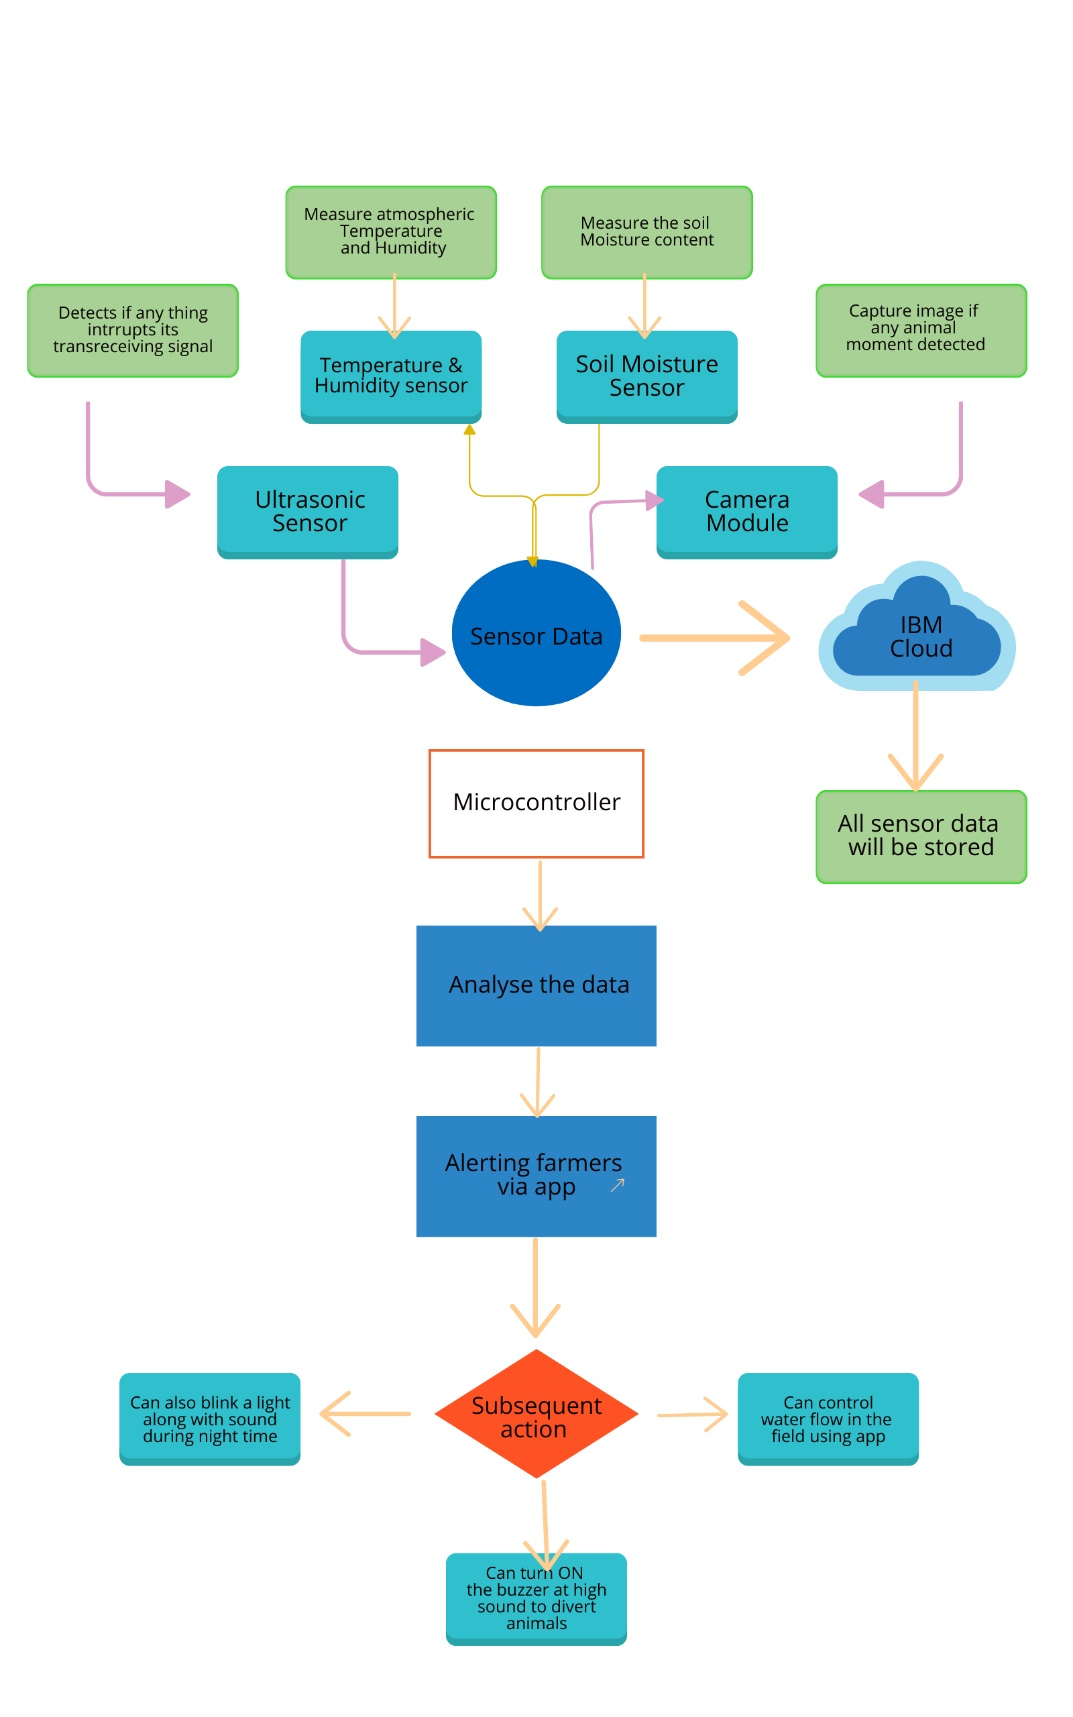 Measure atmospheric
Temperature
and Humidity
Measure the soil
Moisture content
Detects if any thing
intrrupts its
transreceiving signal
Capture image if
any animal
moment detected
Temperature &
Humidity sensor
Soil Moisture
Sensor
Ultrasonic
Sensor
Camera
Module
Sensor Data
IBM
Cloud
Microcontroller
All sensor data
will be stored
Analyse the data
Alerting farmers
via app
Subsequent
action
Can also blink a light
along with sound
during night time
Can control
water flow in the
field using app
Can turn ON
the buzzer at high
sound to divert
animals